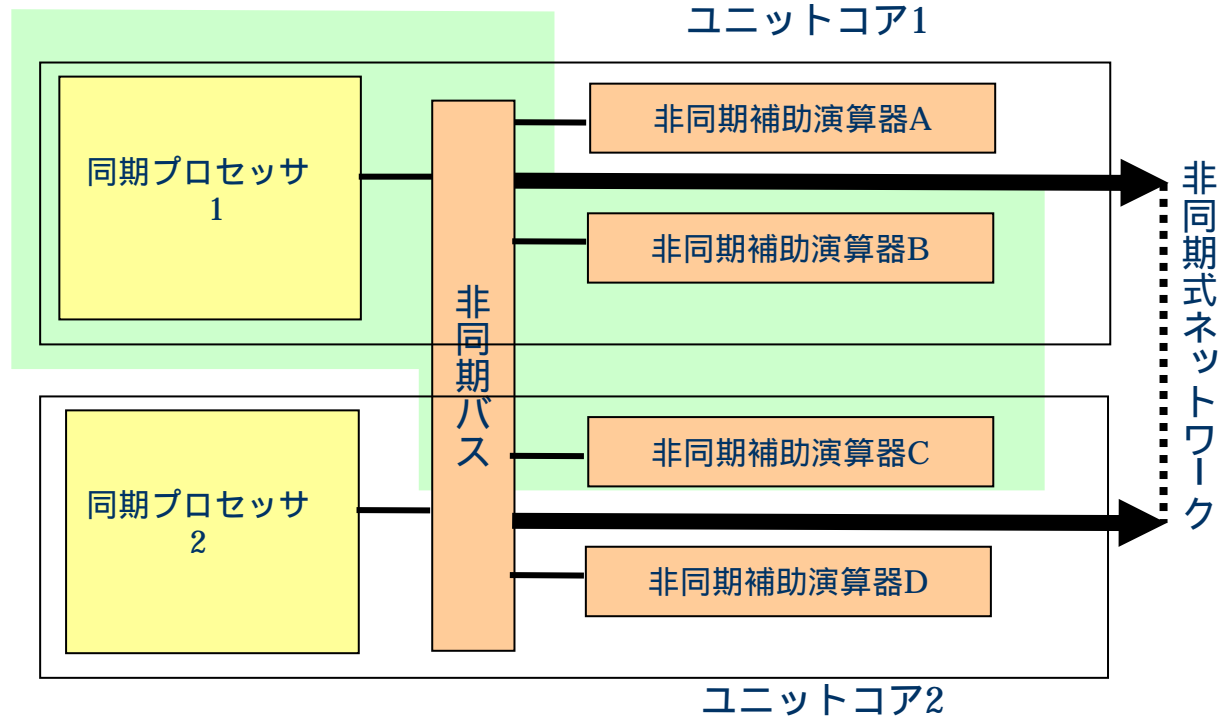 ユニットコア1
同期プロセッサ
1
非同期補助演算器A
非同期補助演算器B
非同期バス
非同期式ネットワーク
同期プロセッサ
2
非同期補助演算器C
非同期補助演算器D
ユニットコア2